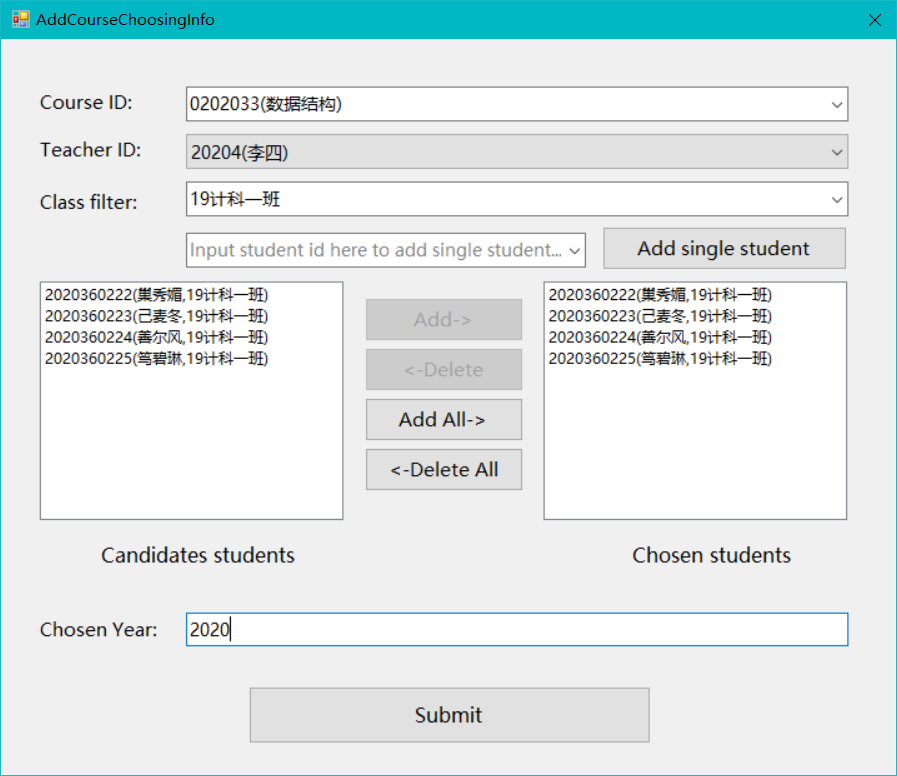 AddCourseChoosingInfo
Course ID:
0202033(数据结构)
Teacher ID:
20204(李四)
Class filter:
19计科一班
Input student id here to add single student...
Add single student
2020360222(巢秀媚,19计科一班)
2020360223(己麦冬,19计科一班)
2020360224(善尔风,19计科一班)
2020360225(笃碧琳,19计科一班)
Add->
<-Delete
Add All->
<-Delete All
2020360222(巢秀媚,19计科一班)
2020360223(己麦冬,19计科一班)
2020360224(善尔风,19计科一班)
2020360225(笃碧琳,19计科一班)
Candidates students
Chosen students
Chosen Year:
2020
Submit